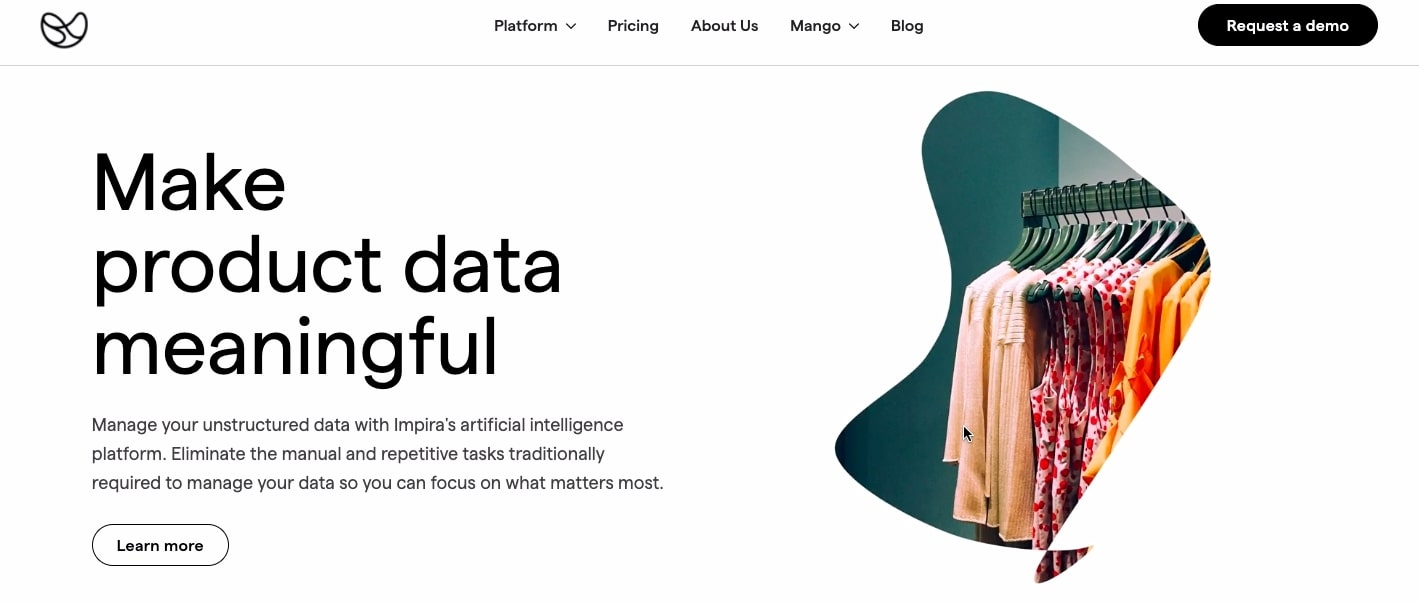 Platform
Pricing
About Us
Mango
Blog
Request a demo
Make
product data
meaningful
Manage your unstructured data with Impira's artificial intelligence
platform. Eliminate the manual and repetitive tasks traditionally
required to manage your data so you can focus on what matters most.
Learn more